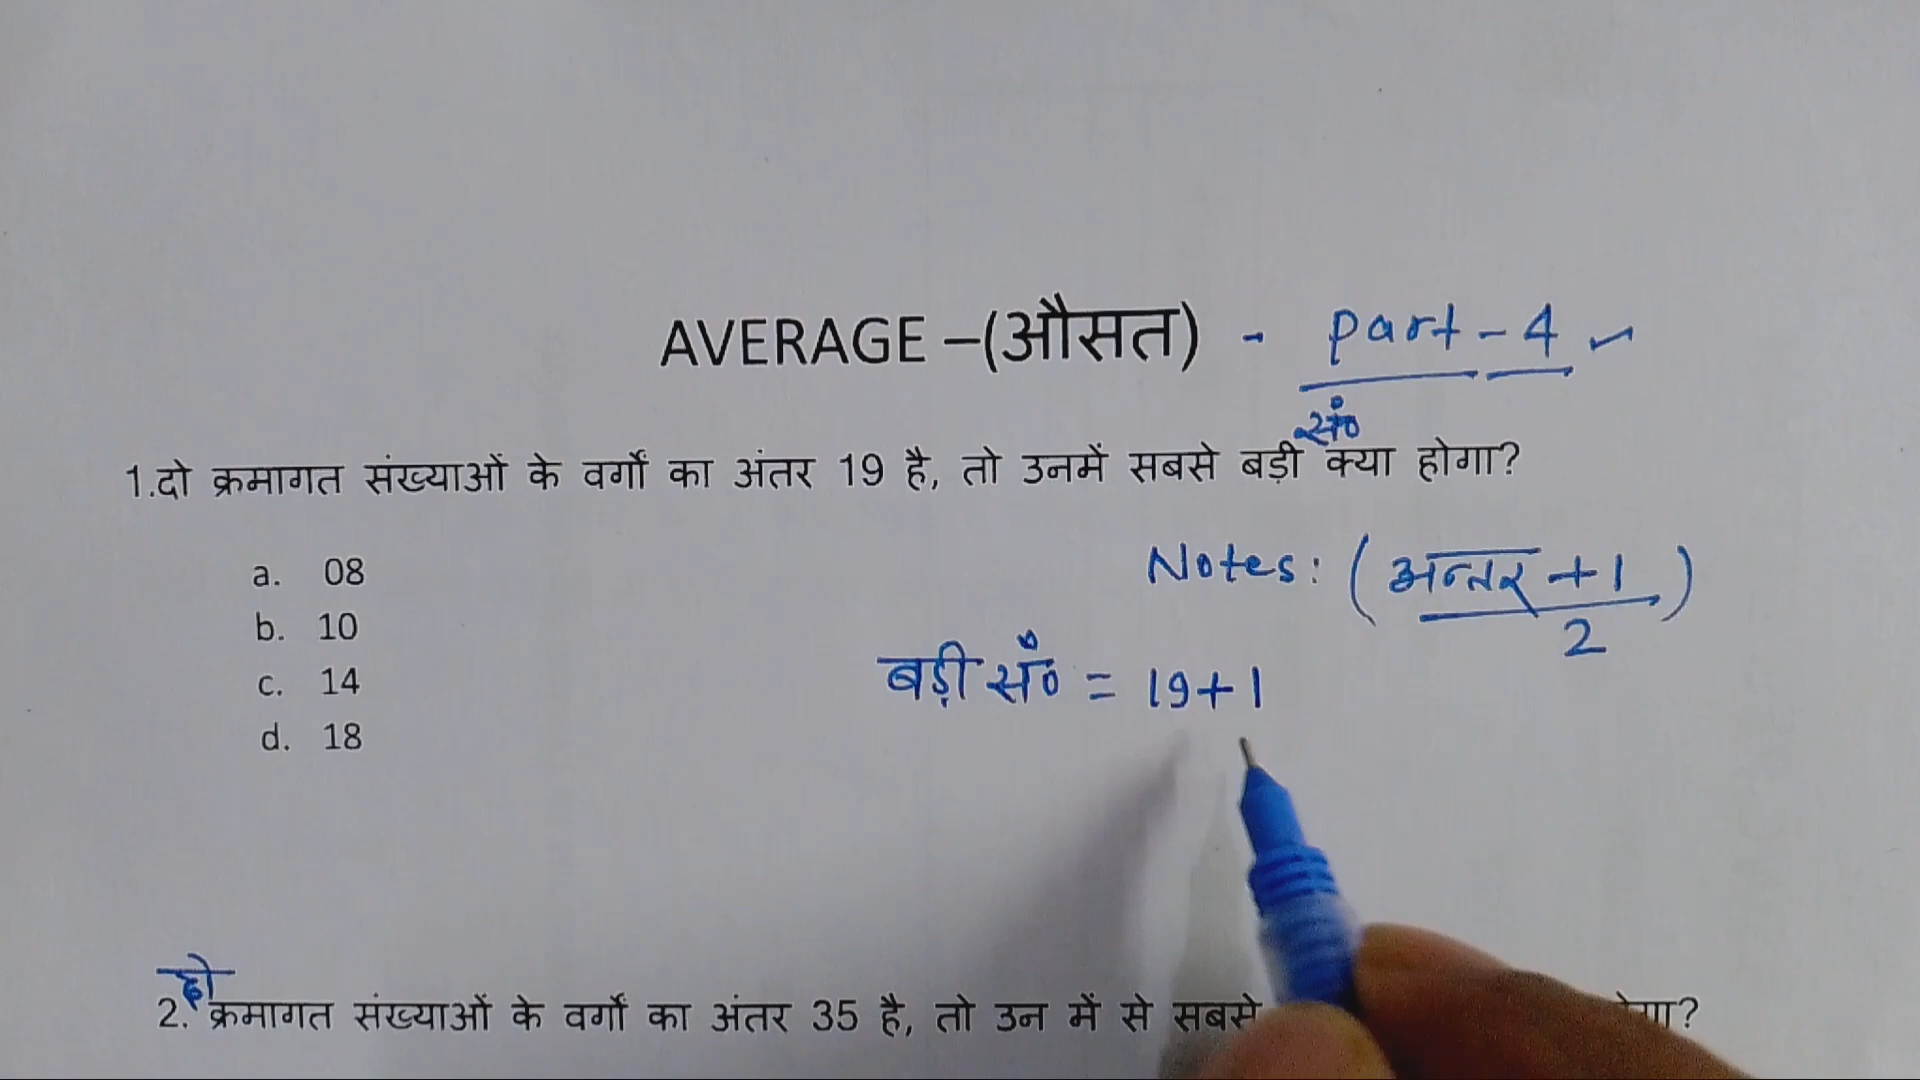 AVERAGE –(औसत) - part - 4
सं०
1.दो क्रमागत संख्याओं के वर्गों का अंतर 19 है, तो उनमें सबसे बड़ी क्या होगा?
a. 08
b. 10
c. 14
d. 18
Notes: (अन्तर + 1)
2
बड़ी सं० = 19+1
2. क्रमागत संख्याओं के वर्गों का अंतर 35 है, तो उन में से सबसे